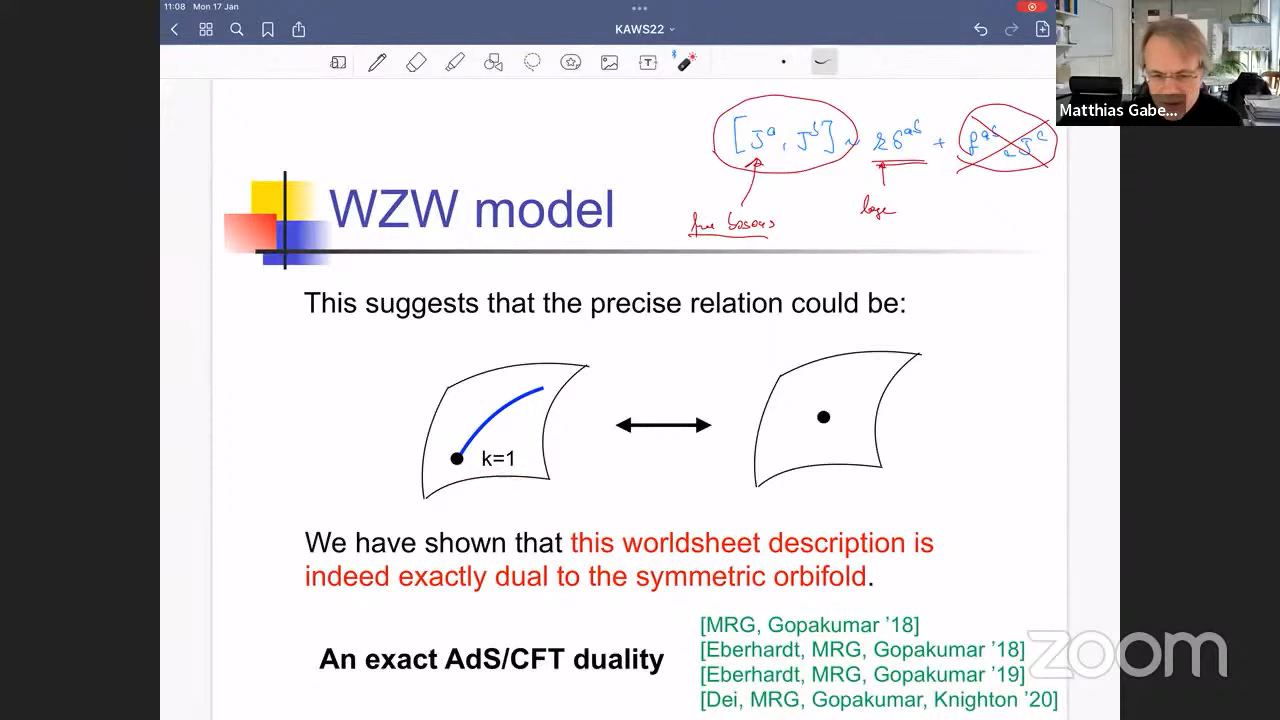 11:08 Mon 17 Jan
KAWS22
Matthias Gabe...
[J^a, J^b] ~ k δ^{ab} +
free bosons
large
WZW model
This suggests that the precise relation could be:
k=1
We have shown that this worldsheet description is
indeed exactly dual to the symmetric orbifold.
An exact AdS/CFT duality
[MRG, Gopakumar ’18]
[Eberhardt, MRG, Gopakumar ’18]
[Eberhardt, MRG, Gopakumar ’19]
[Dei, MRG, Gopakumar, Knighton ’20]
zoom